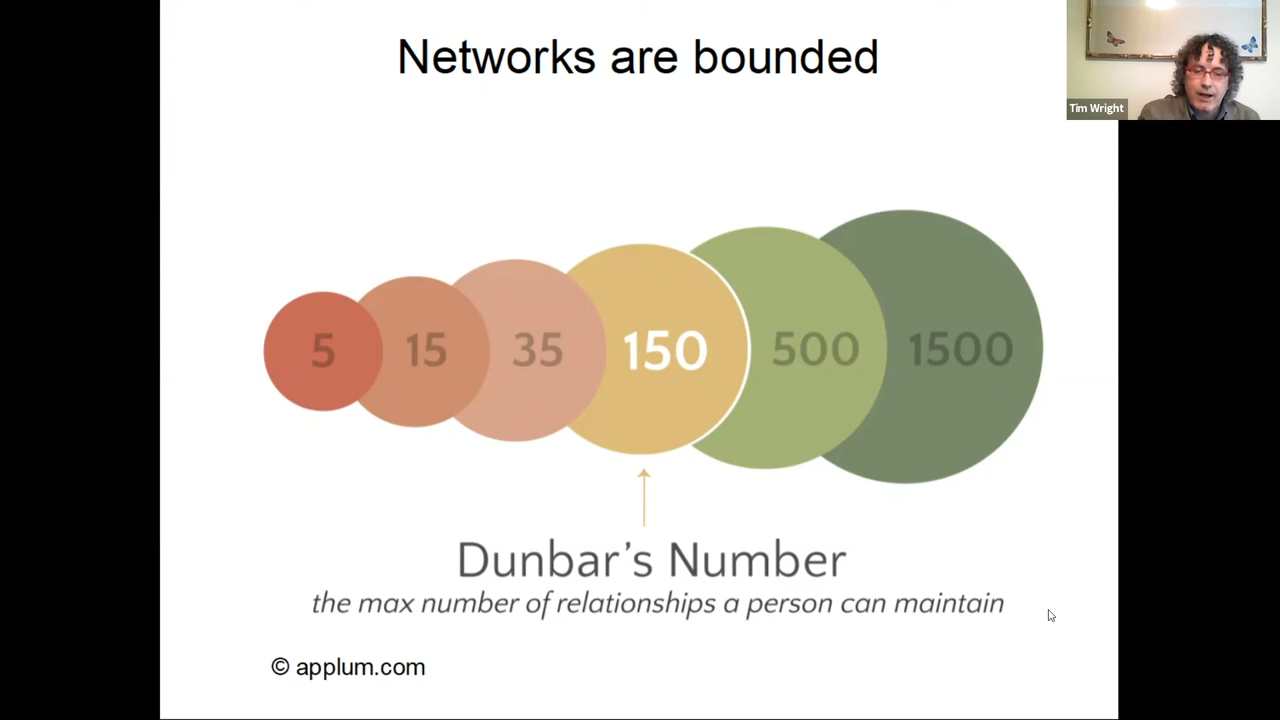 Networks are bounded
Tim Wright
5 15 35 150 500 1500
Dunbar's Number
the max number of relationships a person can maintain
© applum.com